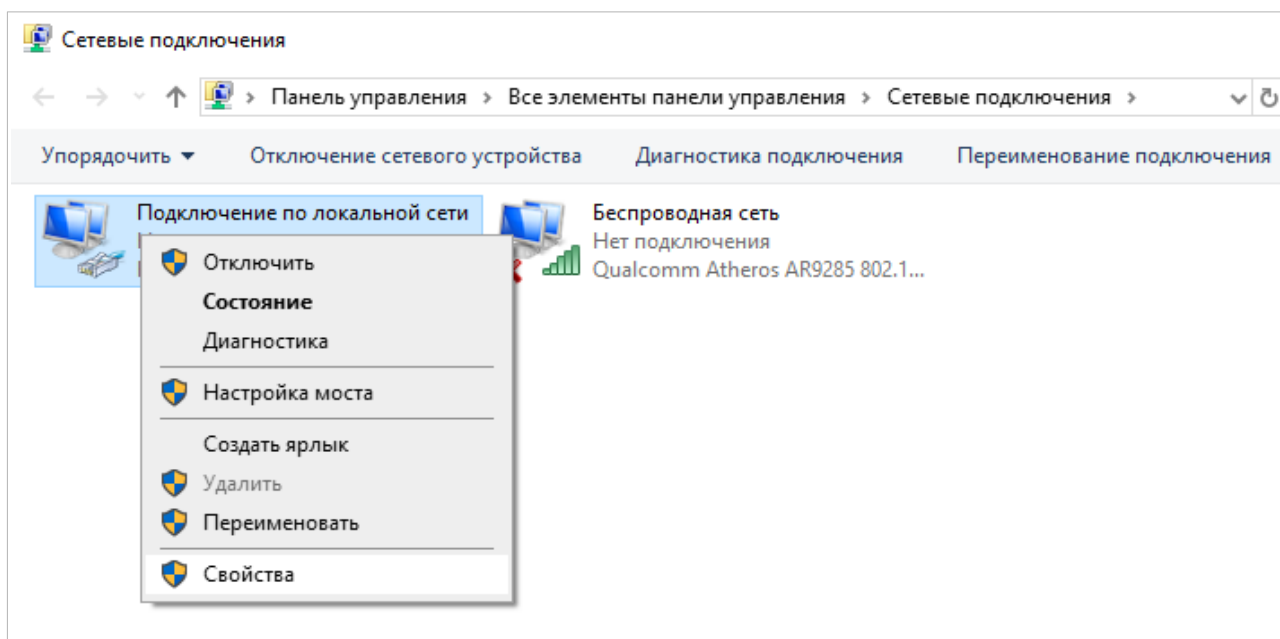 Сетевые подключения
Панель управления > Все элементы панели управления > Сетевые подключения >
Упорядочить Отключение сетевого устройства Диагностика подключения Переименование подключения
Подключение по локальной сети
Беспроводная сеть
Нет подключения
Qualcomm Atheros AR9285 802.1...
Отключить
Состояние
Диагностика
Настройка моста
Создать ярлык
Удалить
Переименовать
Свойства